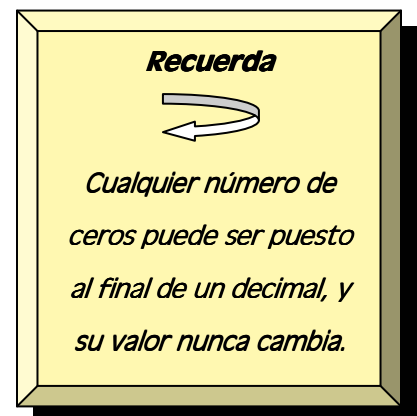 Recuerda
Cualquier número de
ceros puede ser puesto
al final de un decimal, y
su valor nunca cambia.